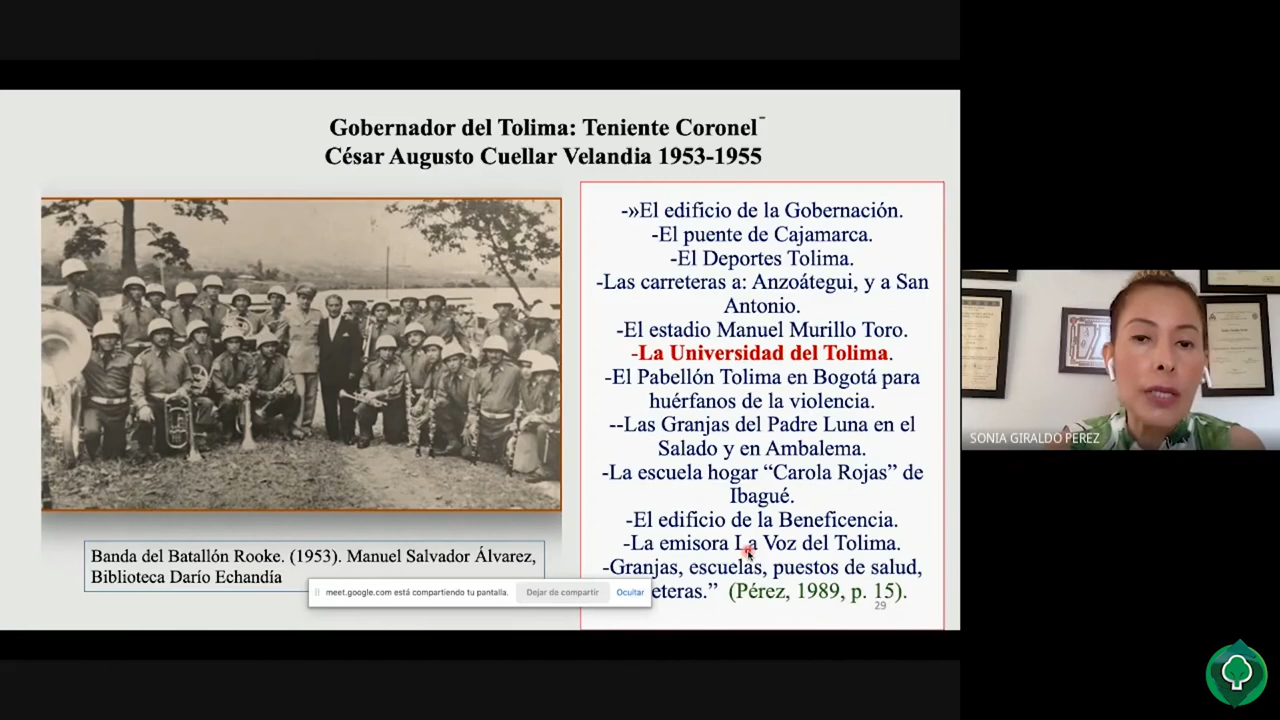 Gobernador del Tolima: Teniente Coronel
César Augusto Cuellar Velandia 1953-1955
-»El edificio de la Gobernación.
-El puente de Cajamarca.
-El Deportes Tolima.
-Las carreteras a: Anzoátegui, y a San
Antonio.
-El estadio Manuel Murillo Toro.
-La Universidad del Tolima.
-El Pabellón Tolima en Bogotá para
huérfanos de la violencia.
--Las Granjas del Padre Luna en el
Salado y en Ambalema.
-La escuela hogar “Carola Rojas” de
Ibagué.
-El edificio de la Beneficencia.
-La emisora La Voz del Tolima.
-Granjas, escuelas, puestos de salud,
eteras.” (Pérez, 1989, p. 15).
29
Banda del Batallón Rooke. (1953). Manuel Salvador Álvarez,
Biblioteca Darío Echandía
meet.google.com está compartiendo tu pantalla.
Dejar de compartir
Ocultar
SONIA GIRALDO PEREZ